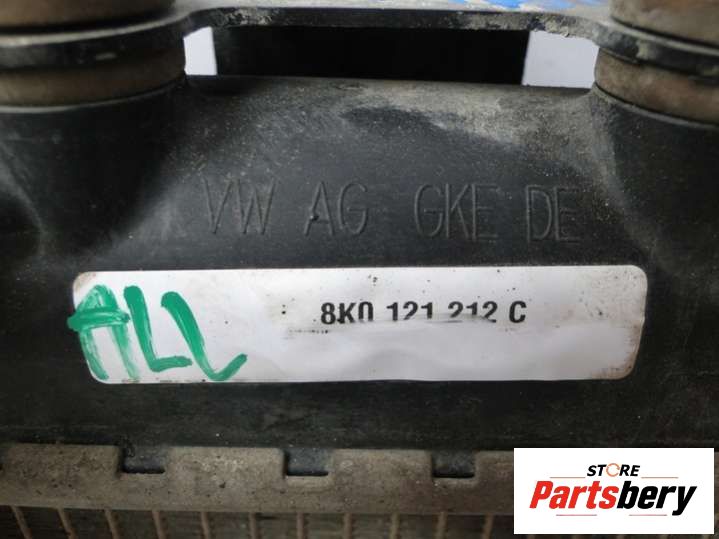 VW AG GKE DE
8K0 121 212 C
ALL
STORE
Partsbery